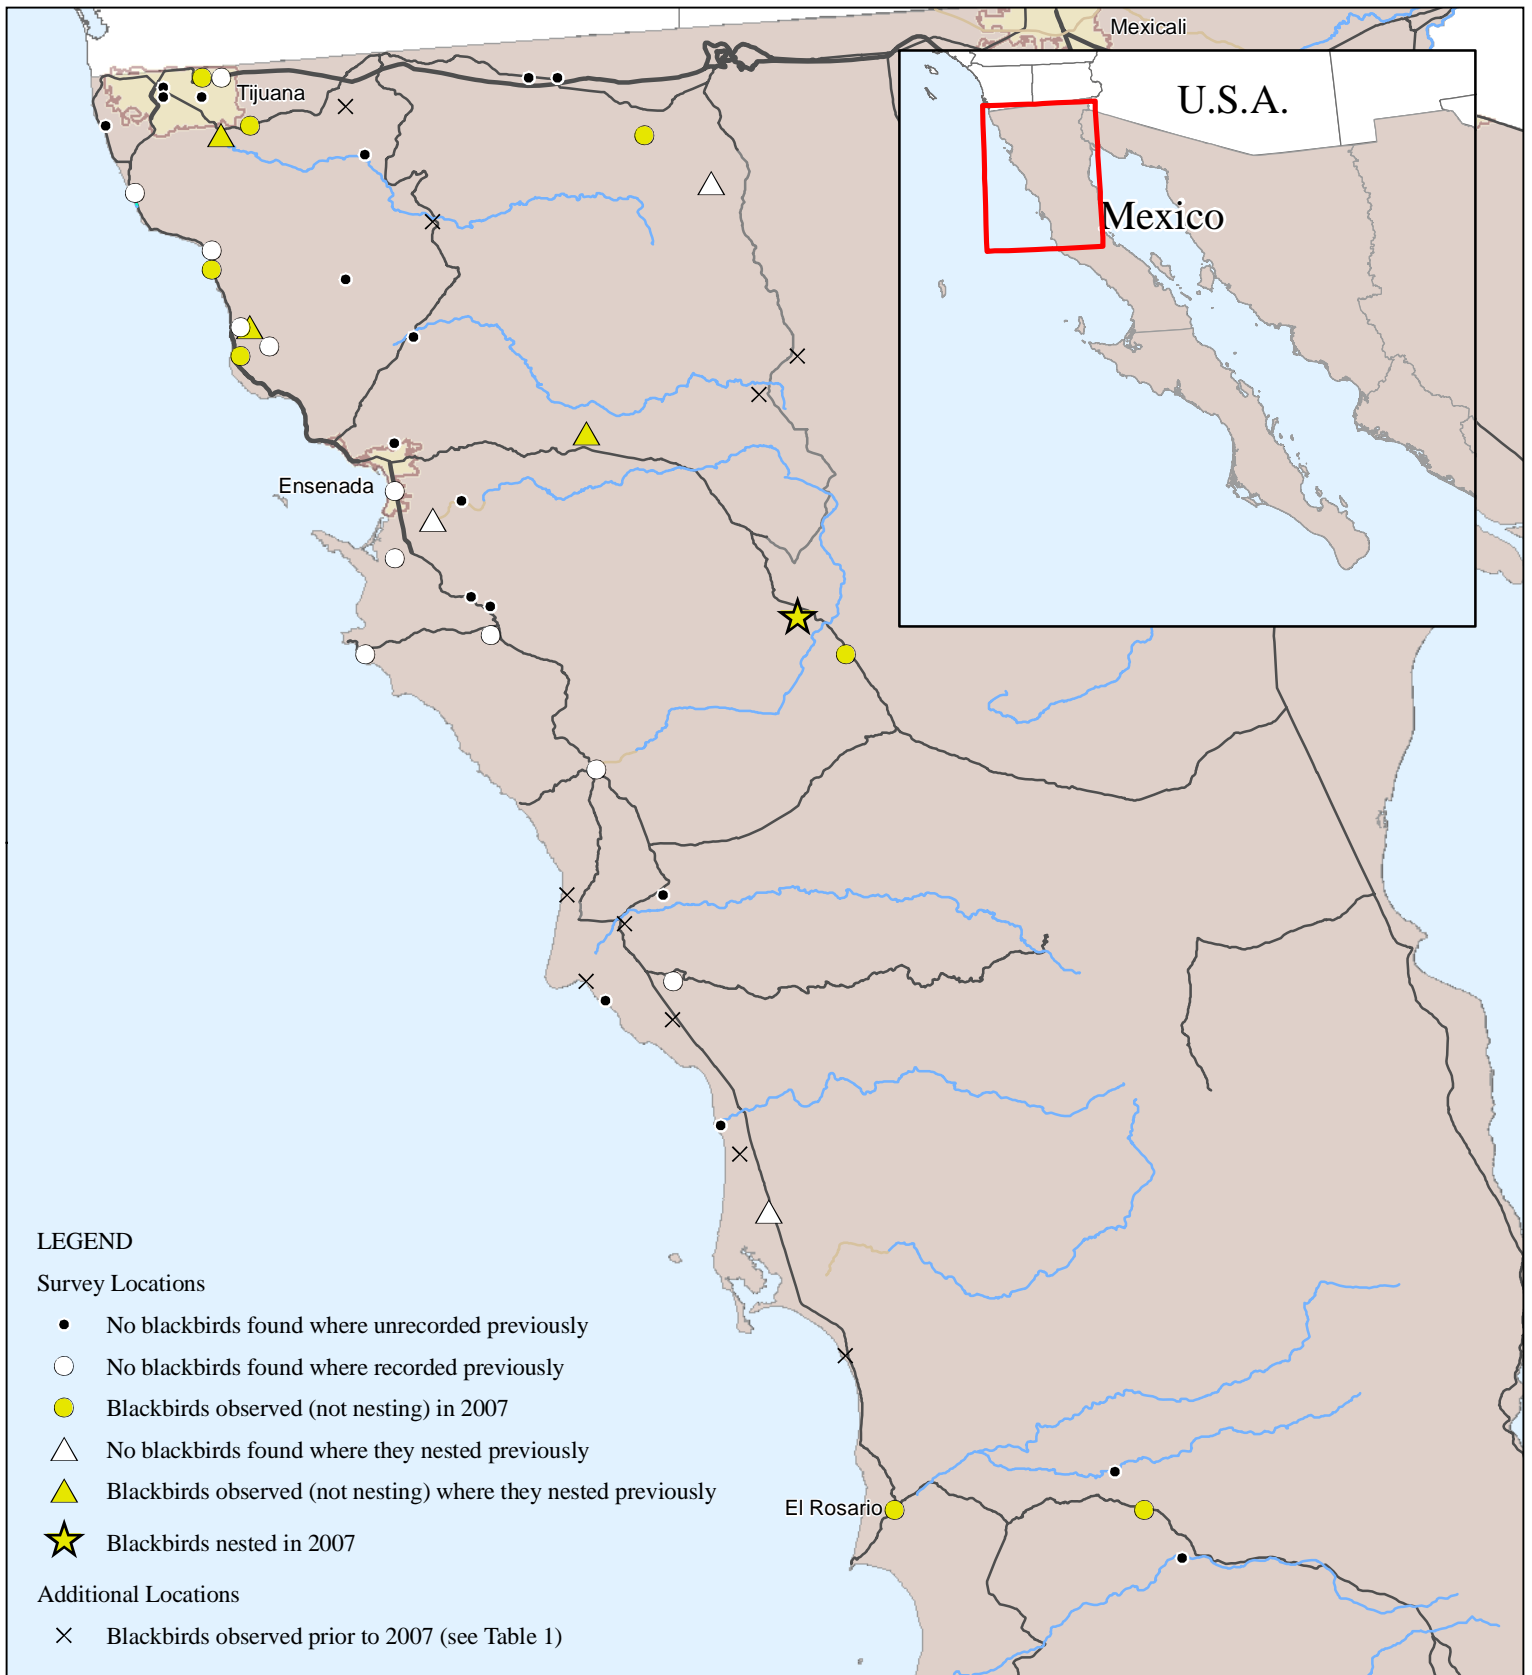 Mexicali
U.S.A.
Tijuana
Mexico
Ensenada
LEGEND
Survey Locations
No blackbirds found where unrecorded previously
No blackbirds found where recorded previously
Blackbirds observed (not nesting) in 2007
No blackbirds found where they nested previously
Blackbirds observed (not nesting) where they nested previously
El Rosario
Blackbirds nested in 2007
Additional Locations
Blackbirds observed prior to 2007 (see Table 1)